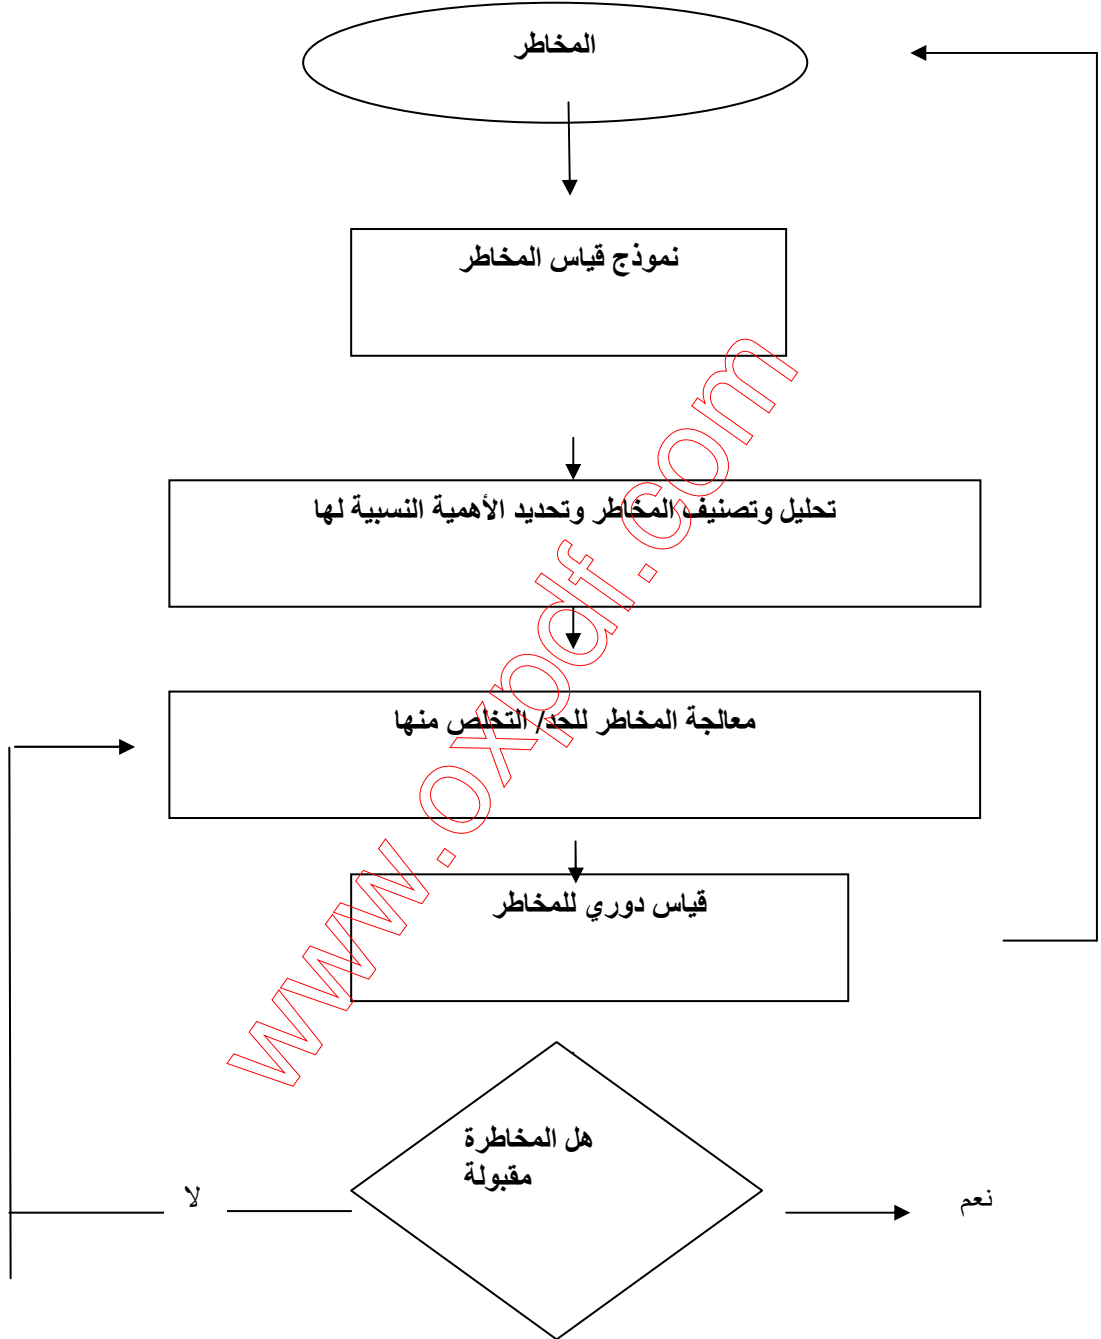 المخاطر
نموذج قياس المخاطر
تحليل وتصنيف المخاطر وتحديد الأهمية النسبية لها
معالجة المخاطر للحد/ التخلص منها
قياس دوري للمخاطر
هل المخاطرة
مقبولة
نعم
لا
www.oxpdf.com